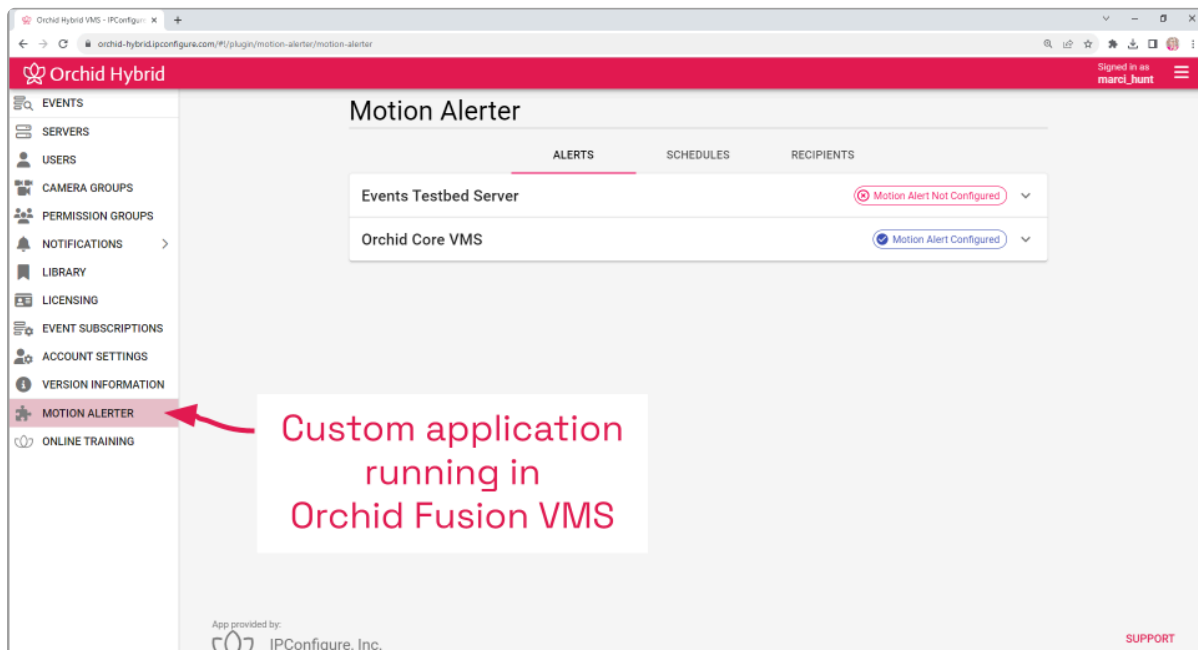 Orchid Hybrid VMS - IPConfigure
orchid-hybrid.ipconfigure.com/#!/plugin/motion-alerter/motion-alerter
Orchid Hybrid
Signed in as
marci_hunt
EVENTS
SERVERS
USERS
CAMERA GROUPS
PERMISSION GROUPS
NOTIFICATIONS
LIBRARY
LICENSING
EVENT SUBSCRIPTIONS
ACCOUNT SETTINGS
VERSION INFORMATION
MOTION ALERTER
ONLINE TRAINING
Motion Alerter
ALERTS SCHEDULES RECIPIENTS
Events Testbed Server Motion Alert Not Configured
Orchid Core VMS Motion Alert Configured
Custom application
running in
Orchid Fusion VMS
App provided by:
IPConfigure, Inc.
SUPPORT